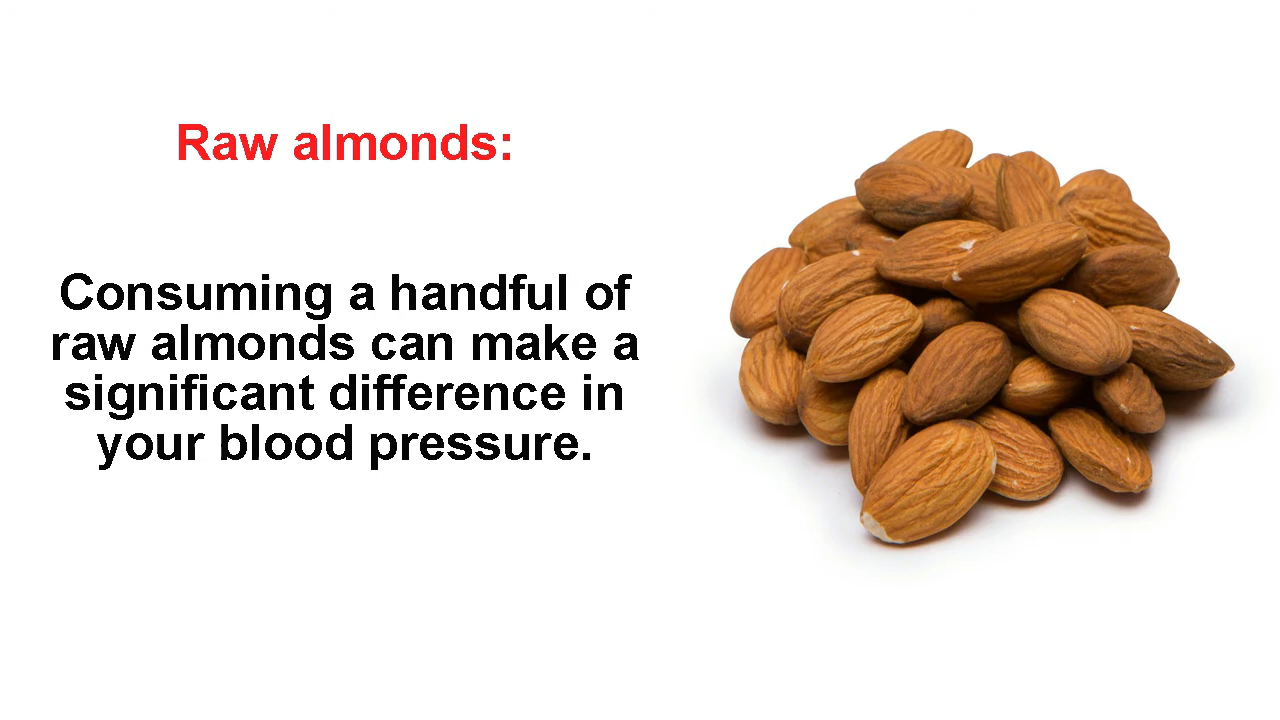 Raw almonds:
Consuming a handful of
raw almonds can make a
significant difference in
your blood pressure.